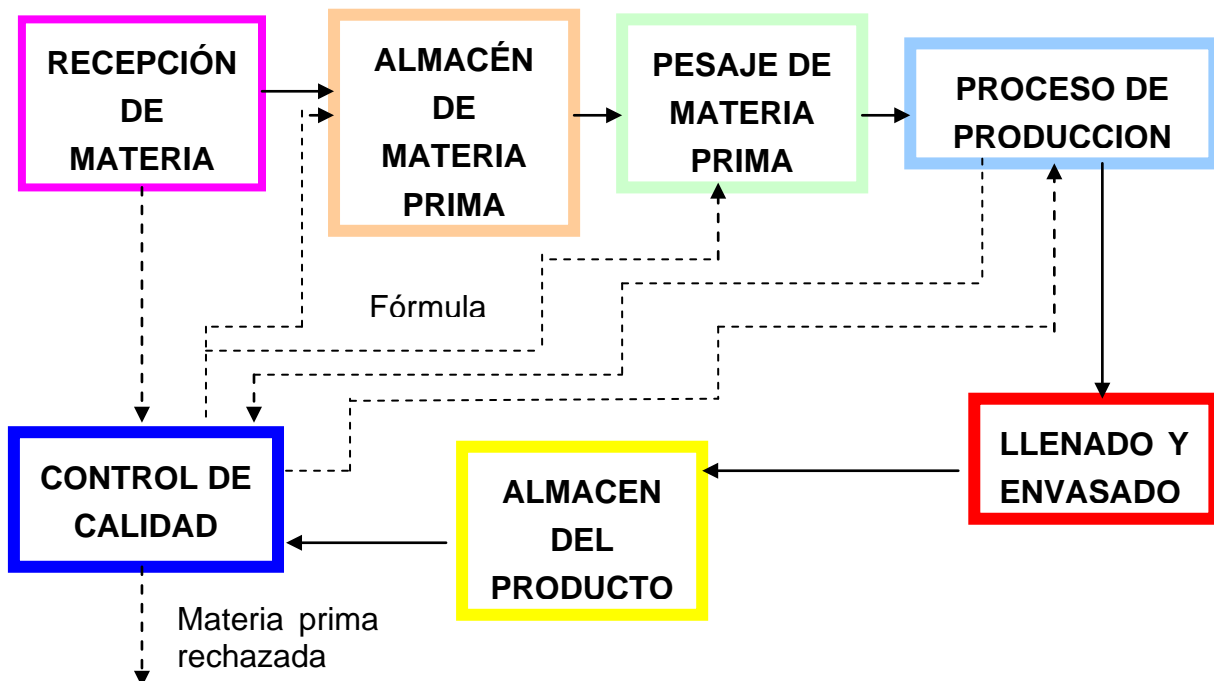 RECEPCIÓN
DE
MATERIA
ALMACÉN
DE
MATERIA
PRIMA
PESAJE DE
MATERIA
PRIMA
PROCESO DE
PRODUCCION
Fórmula
CONTROL DE
CALIDAD
ALMACEN
DEL
PRODUCTO
LLENADO Y
ENVASADO
Materia prima
rechazada